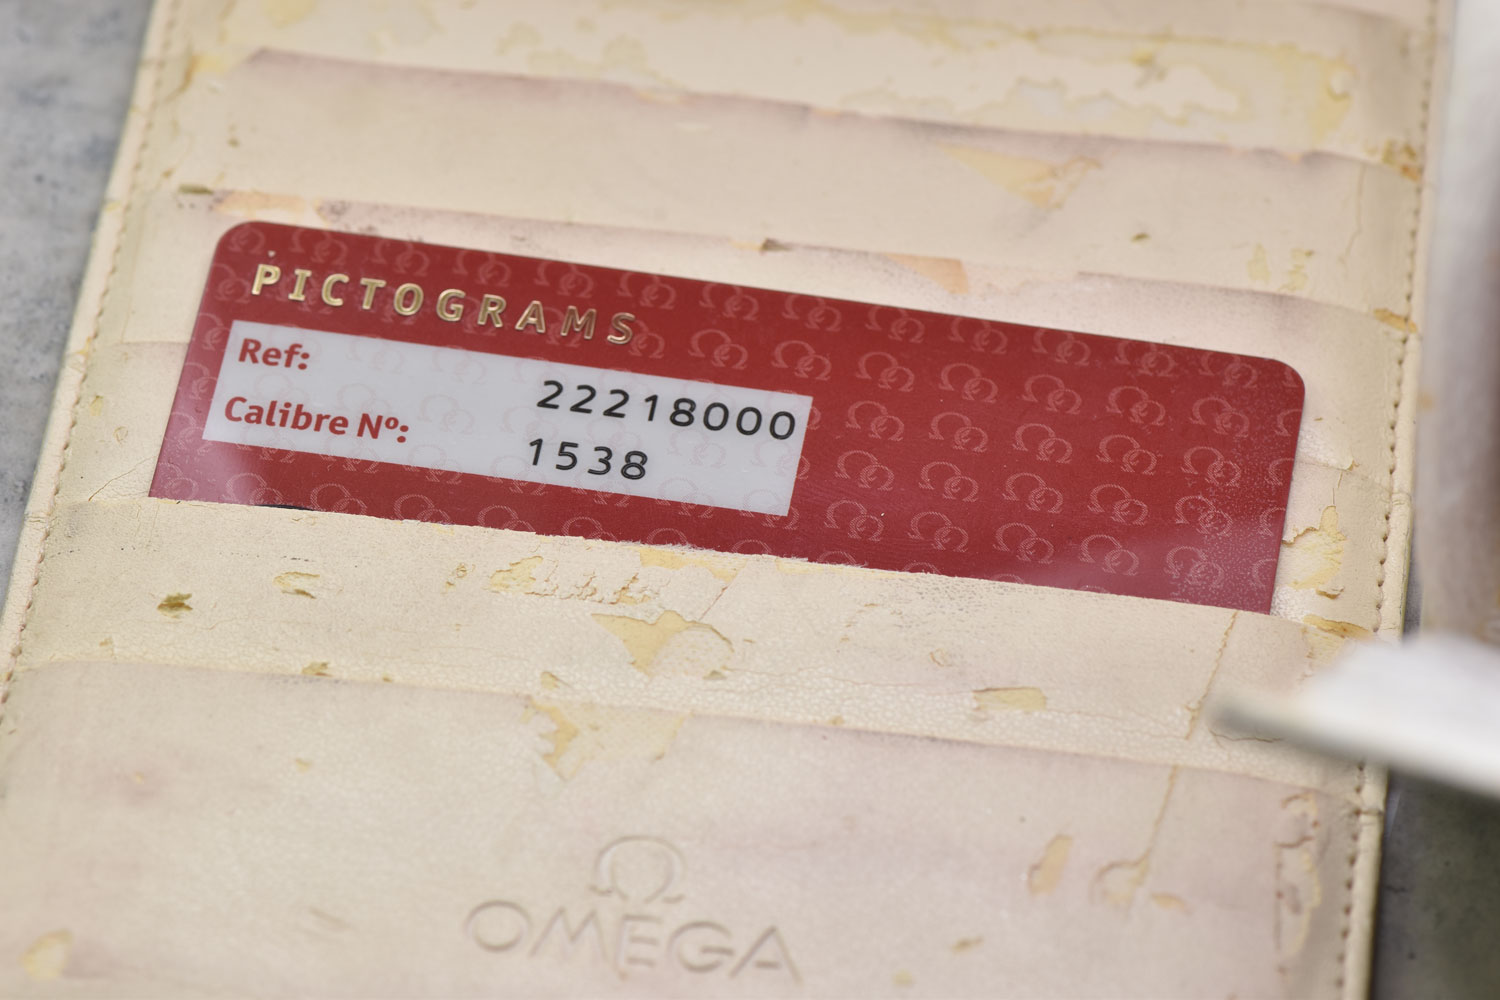 PICTOGRAMS
Ref: 22218000
Calibre Nº: 1538
OMEGA